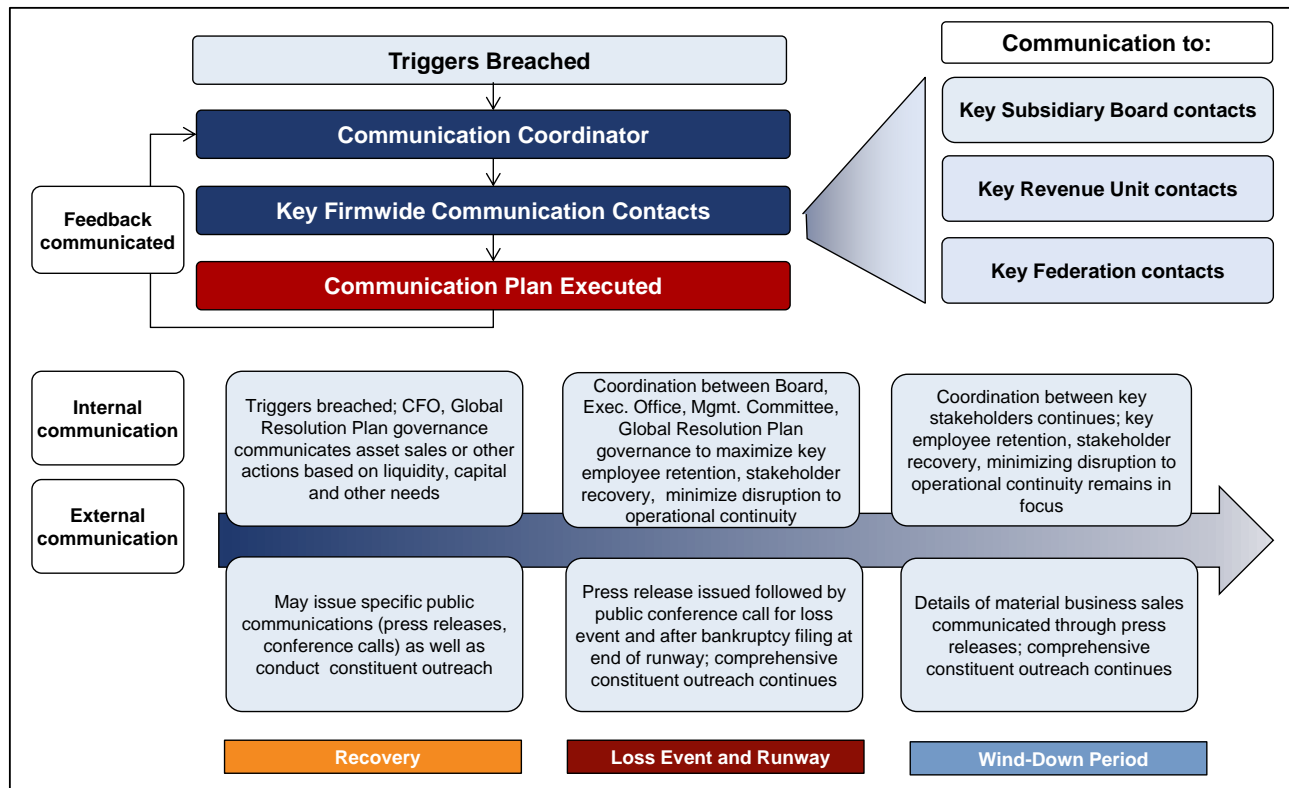 Triggers Breached
Communication Coordinator
Key Firmwide Communication Contacts
Communication Plan Executed
Feedback
communicated
Communication to:
Key Subsidiary Board contacts
Key Revenue Unit contacts
Key Federation contacts
Internal
communication
Triggers breached; CFO, Global
Resolution Plan governance
communicates asset sales or other
actions based on liquidity, capital
and other needs
Coordination between Board,
Exec. Office, Mgmt. Committee,
Global Resolution Plan
governance to maximize key
employee retention, stakeholder
recovery, minimize disruption to
operational continuity
Coordination between key
stakeholders continues; key
employee retention, stakeholder
recovery, minimizing disruption to
operational continuity remains in
focus
External
communication
May issue specific public
communications (press releases,
conference calls) as well as
conduct constituent outreach
Press release issued followed by
public conference call for loss
event and after bankruptcy filing at
end of runway; comprehensive
constituent outreach continues
Details of material business sales
communicated through press
releases; comprehensive
constituent outreach continues
Recovery
Loss Event and Runway
Wind-Down Period